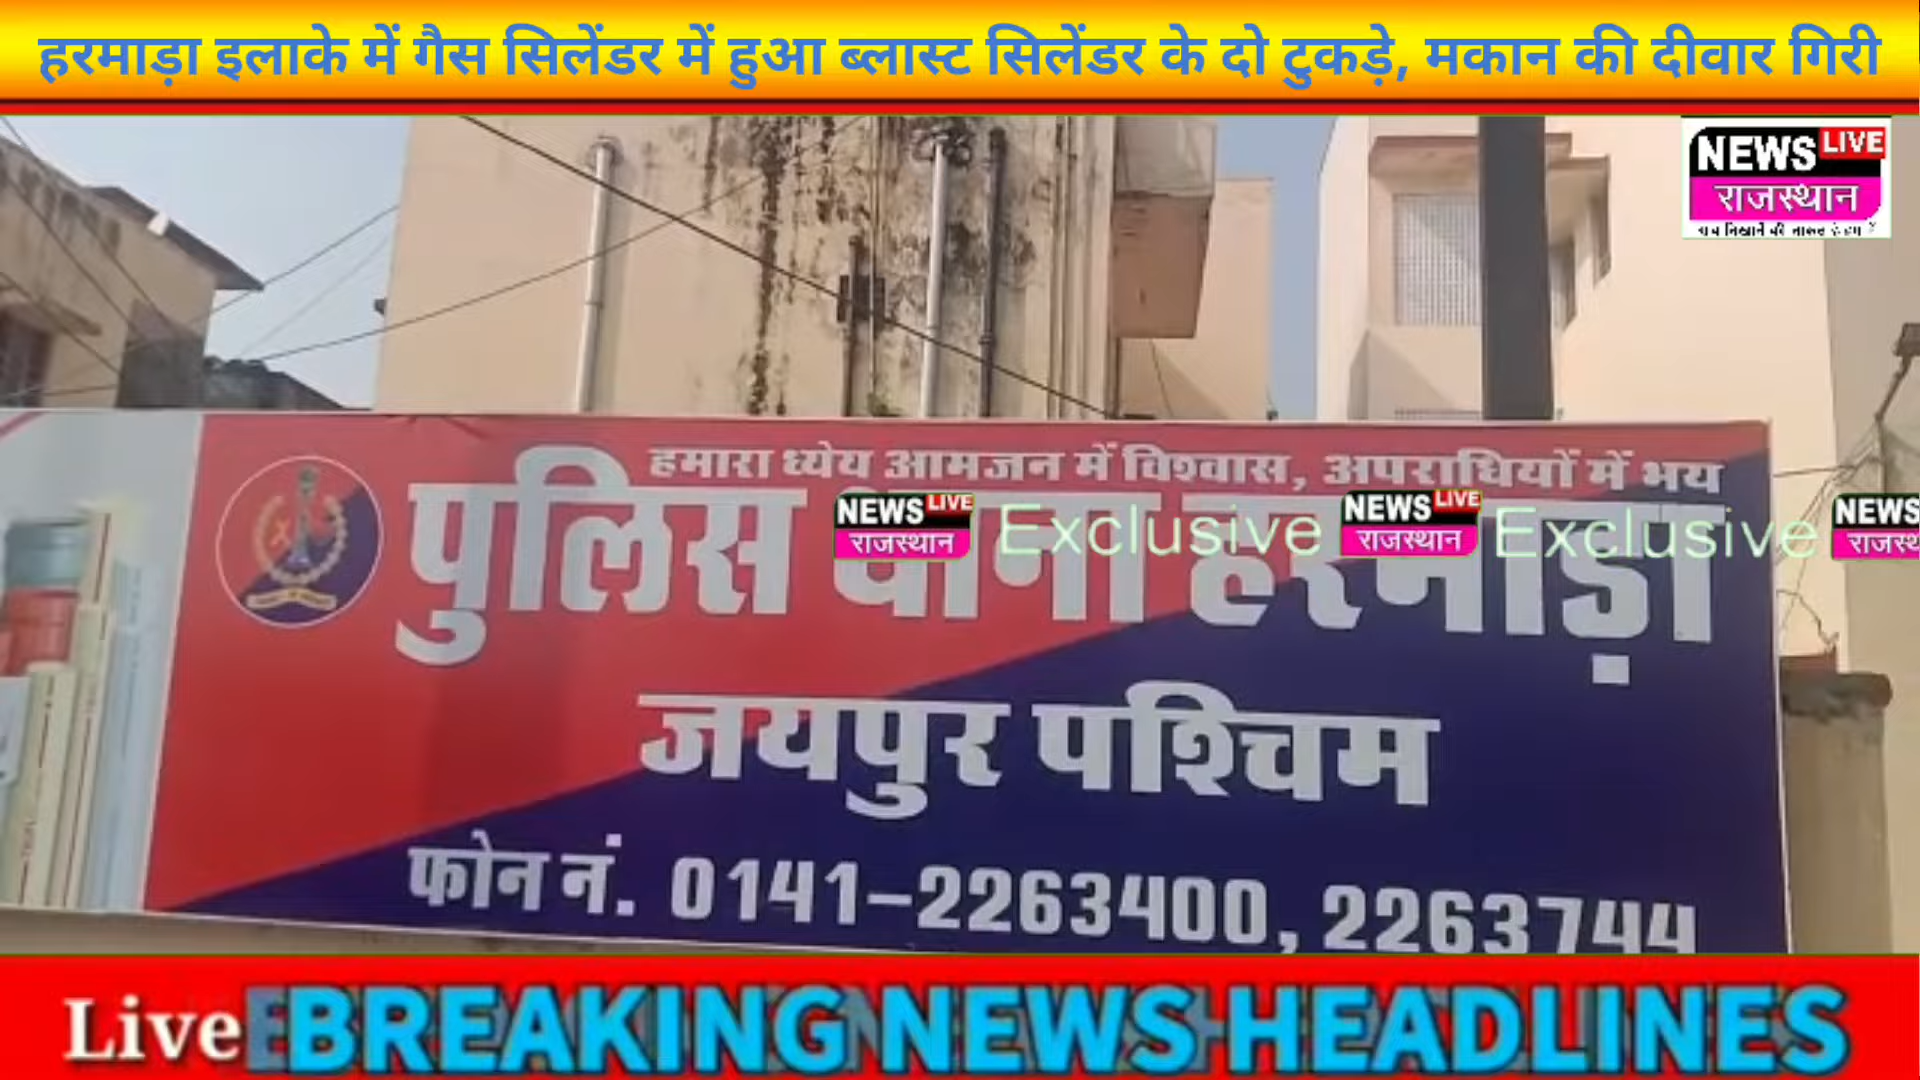 हरमाड़ा इलाके में गैस सिलेंडर में हुआ ब्लास्ट सिलेंडर के दो टुकड़े, मकान की दीवार गिरी
NEWS LIVE
राजस्थान
हमारा ध्येय आमजन में विश्वास, अपराधियों में भय
पुलिस थाना हरमाड़ा
NEWS LIVE
राजस्थान
Exclusive
NEWS LIVE
राजस्थान
Exclusive
NEWS
जयपुर पश्चिम
फोन नं. 0141-2263400, 2263744
Live BREAKING NEWS HEADLINES